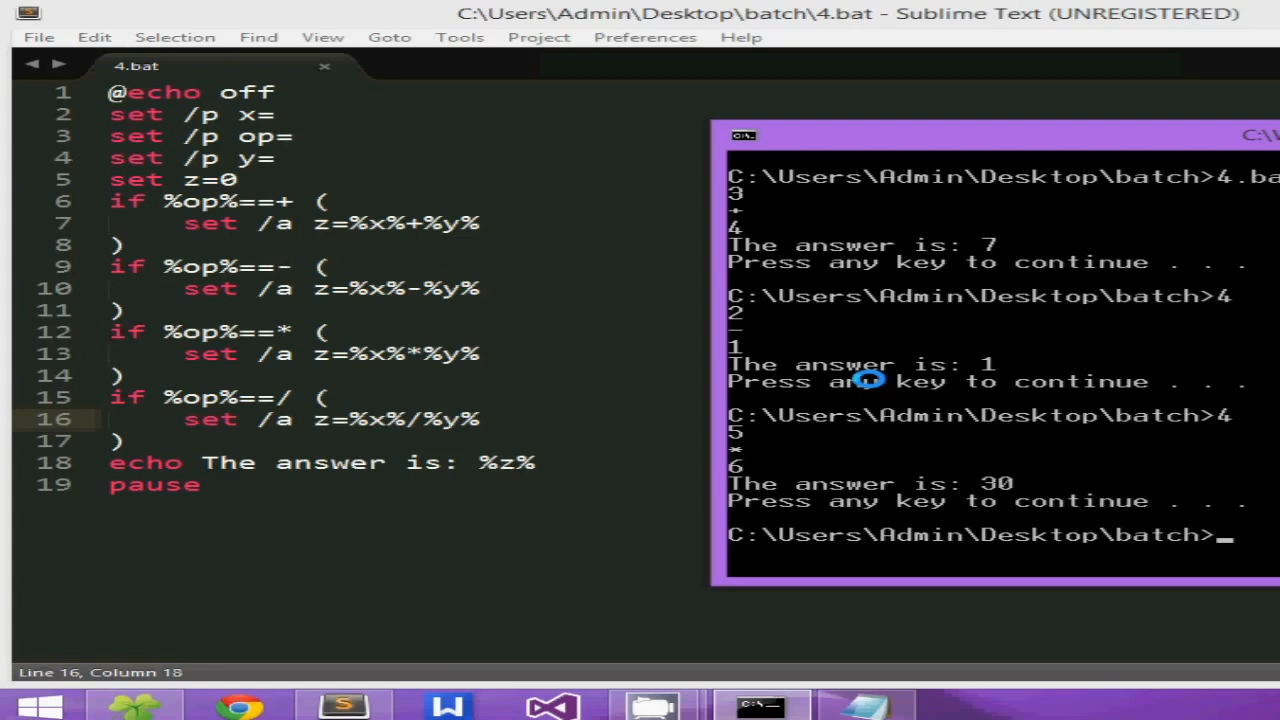 C:\Users\Admin\Desktop\batch\4.bat - Sublime Text (UNREGISTERED)
File Edit Selection Find View Goto Tools Project Preferences Help
4.bat ×
1 @echo off
2 set /p x=
3 set /p op=
4 set /p y=
5 set z=0
6 if %op%==+ (
7 set /a z=%x%+%y%
8 )
9 if %op%==- (
10 set /a z=%x%-%y%
11 )
12 if %op%==* (
13 set /a z=%x%*%y%
14 )
15 if %op%==/ (
16 set /a z=%x%/%y%
17 )
18 echo The answer is: %z%
19 pause
C:\
C:\Users\Admin\Desktop\batch>4.ba
3
+
4
The answer is: 7
Press any key to continue . . .
C:\Users\Admin\Desktop\batch>4
2
-
1
The answer is: 1
Press any key to continue . . .
C:\Users\Admin\Desktop\batch>4
5
*
6
The answer is: 30
Press any key to continue . . .
C:\Users\Admin\Desktop\batch>_
Line 16, Column 18